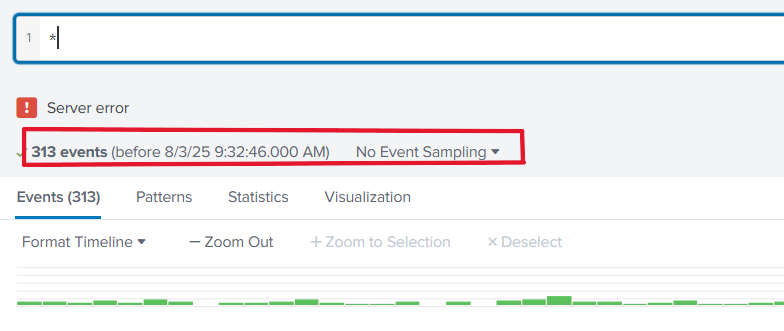 1 *
! Server error
313 events (before 8/3/25 9:32:46.000 AM) No Event Sampling
Events (313) Patterns Statistics Visualization
Format Timeline — Zoom Out + Zoom to Selection × Deselect